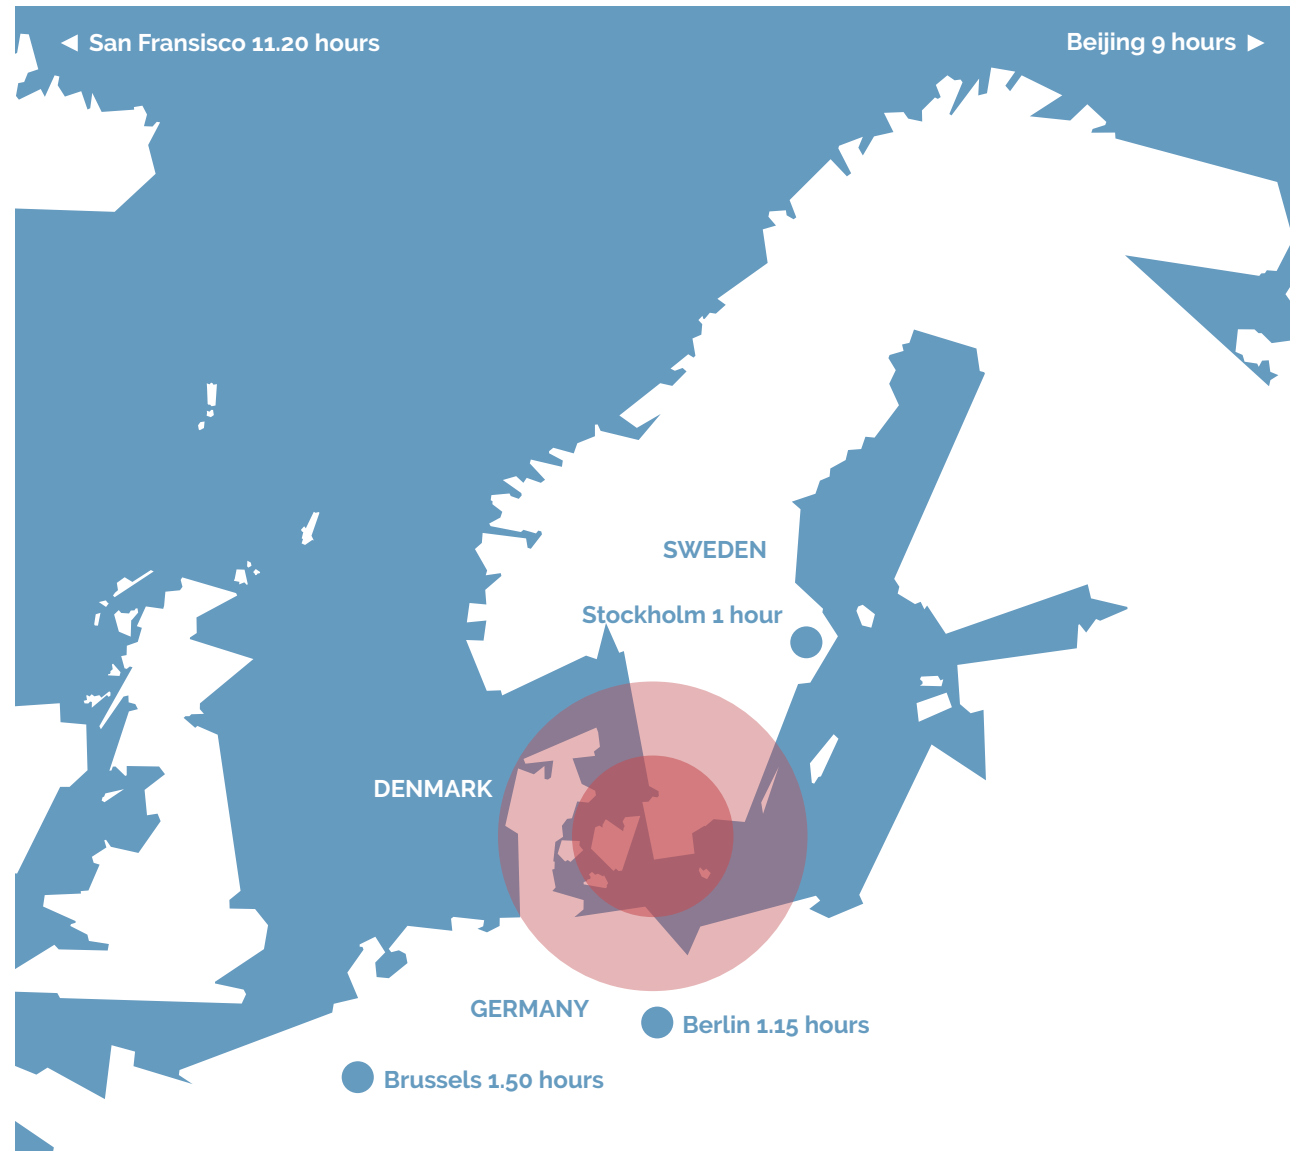 ◄ San Fransisco 11.20 hours
Beijing 9 hours ►
SWEDEN
Stockholm 1 hour
DENMARK
GERMANY
Berlin 1.15 hours
Brussels 1.50 hours